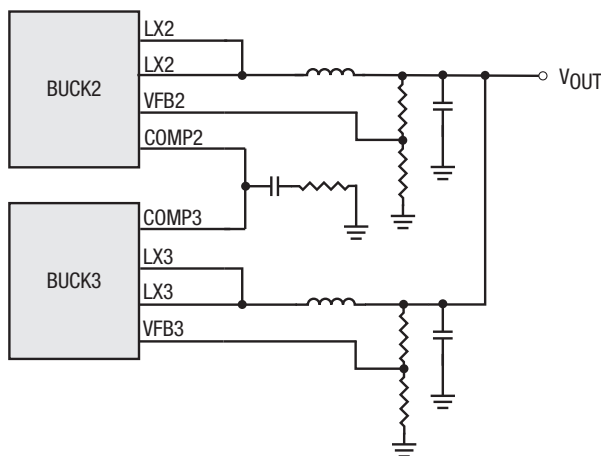 LX2
LX2
BUCK2
VFB2
COMP2
VOUT
COMP3
LX3
BUCK3
LX3
VFB3